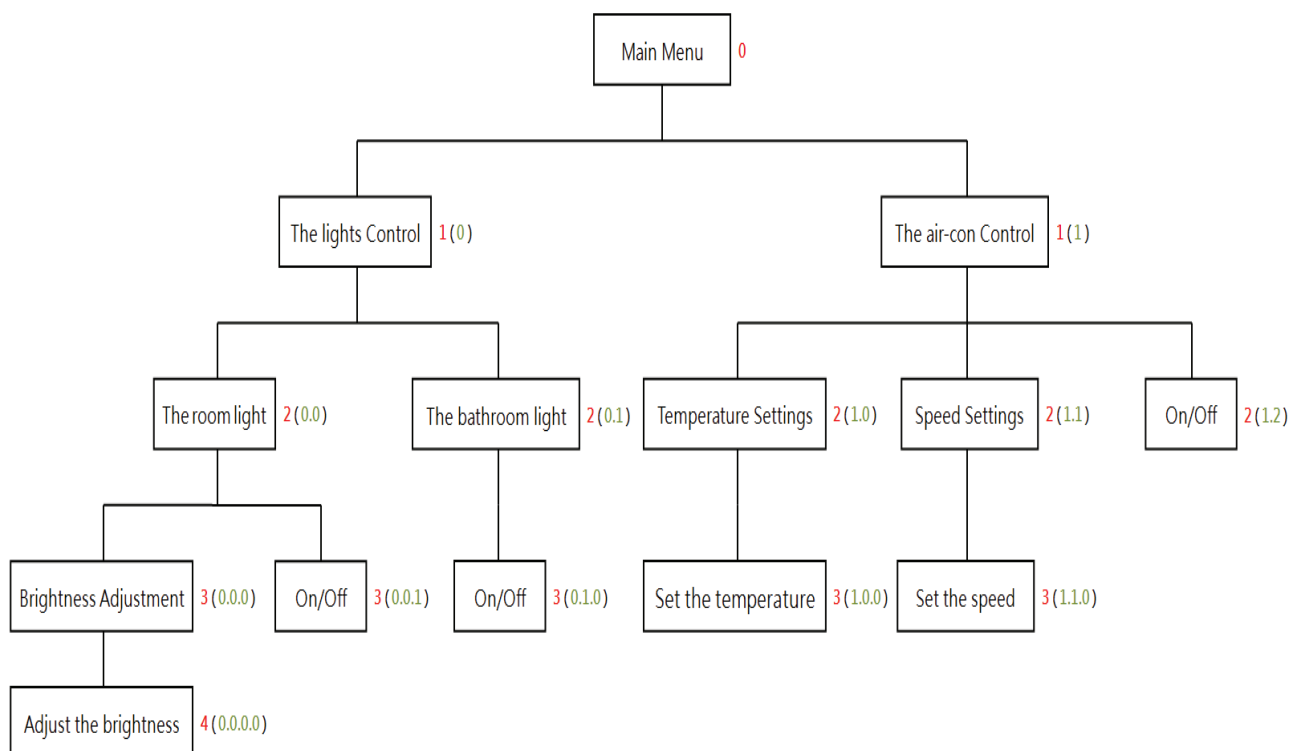 Main Menu 0
The lights Control 1(0)
The air-con Control 1(1)
The room light 2(0.0)
The bathroom light 2(0.1)
Temperature Settings 2(1.0)
Speed Settings 2(1.1)
On/Off 2(1.2)
Brightness Adjustment 3(0.0.0)
On/Off 3(0.0.1)
On/Off 3(0.1.0)
Set the temperature 3(1.0.0)
Set the speed 3(1.1.0)
Adjust the brightness 4(0.0.0.0)